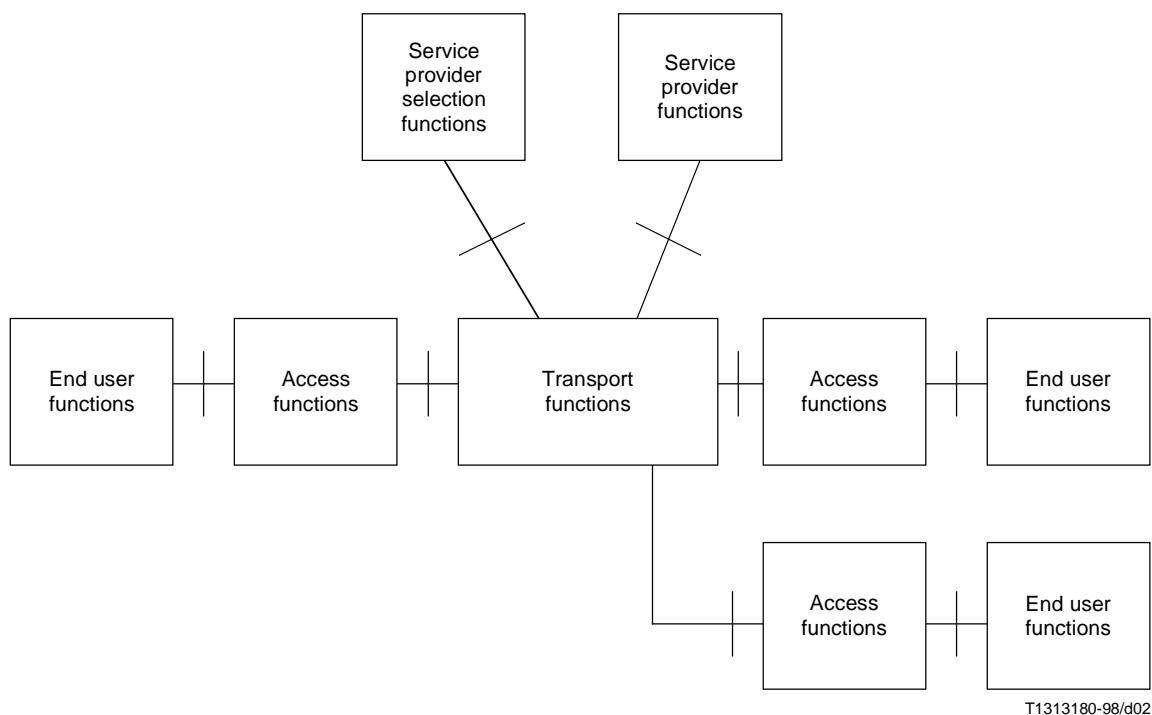 Service
provider
selection
functions
Service
provider
functions
End user
functions
Access
functions
Transport
functions
Access
functions
End user
functions
Access
functions
End user
functions
T1313180-98/d02